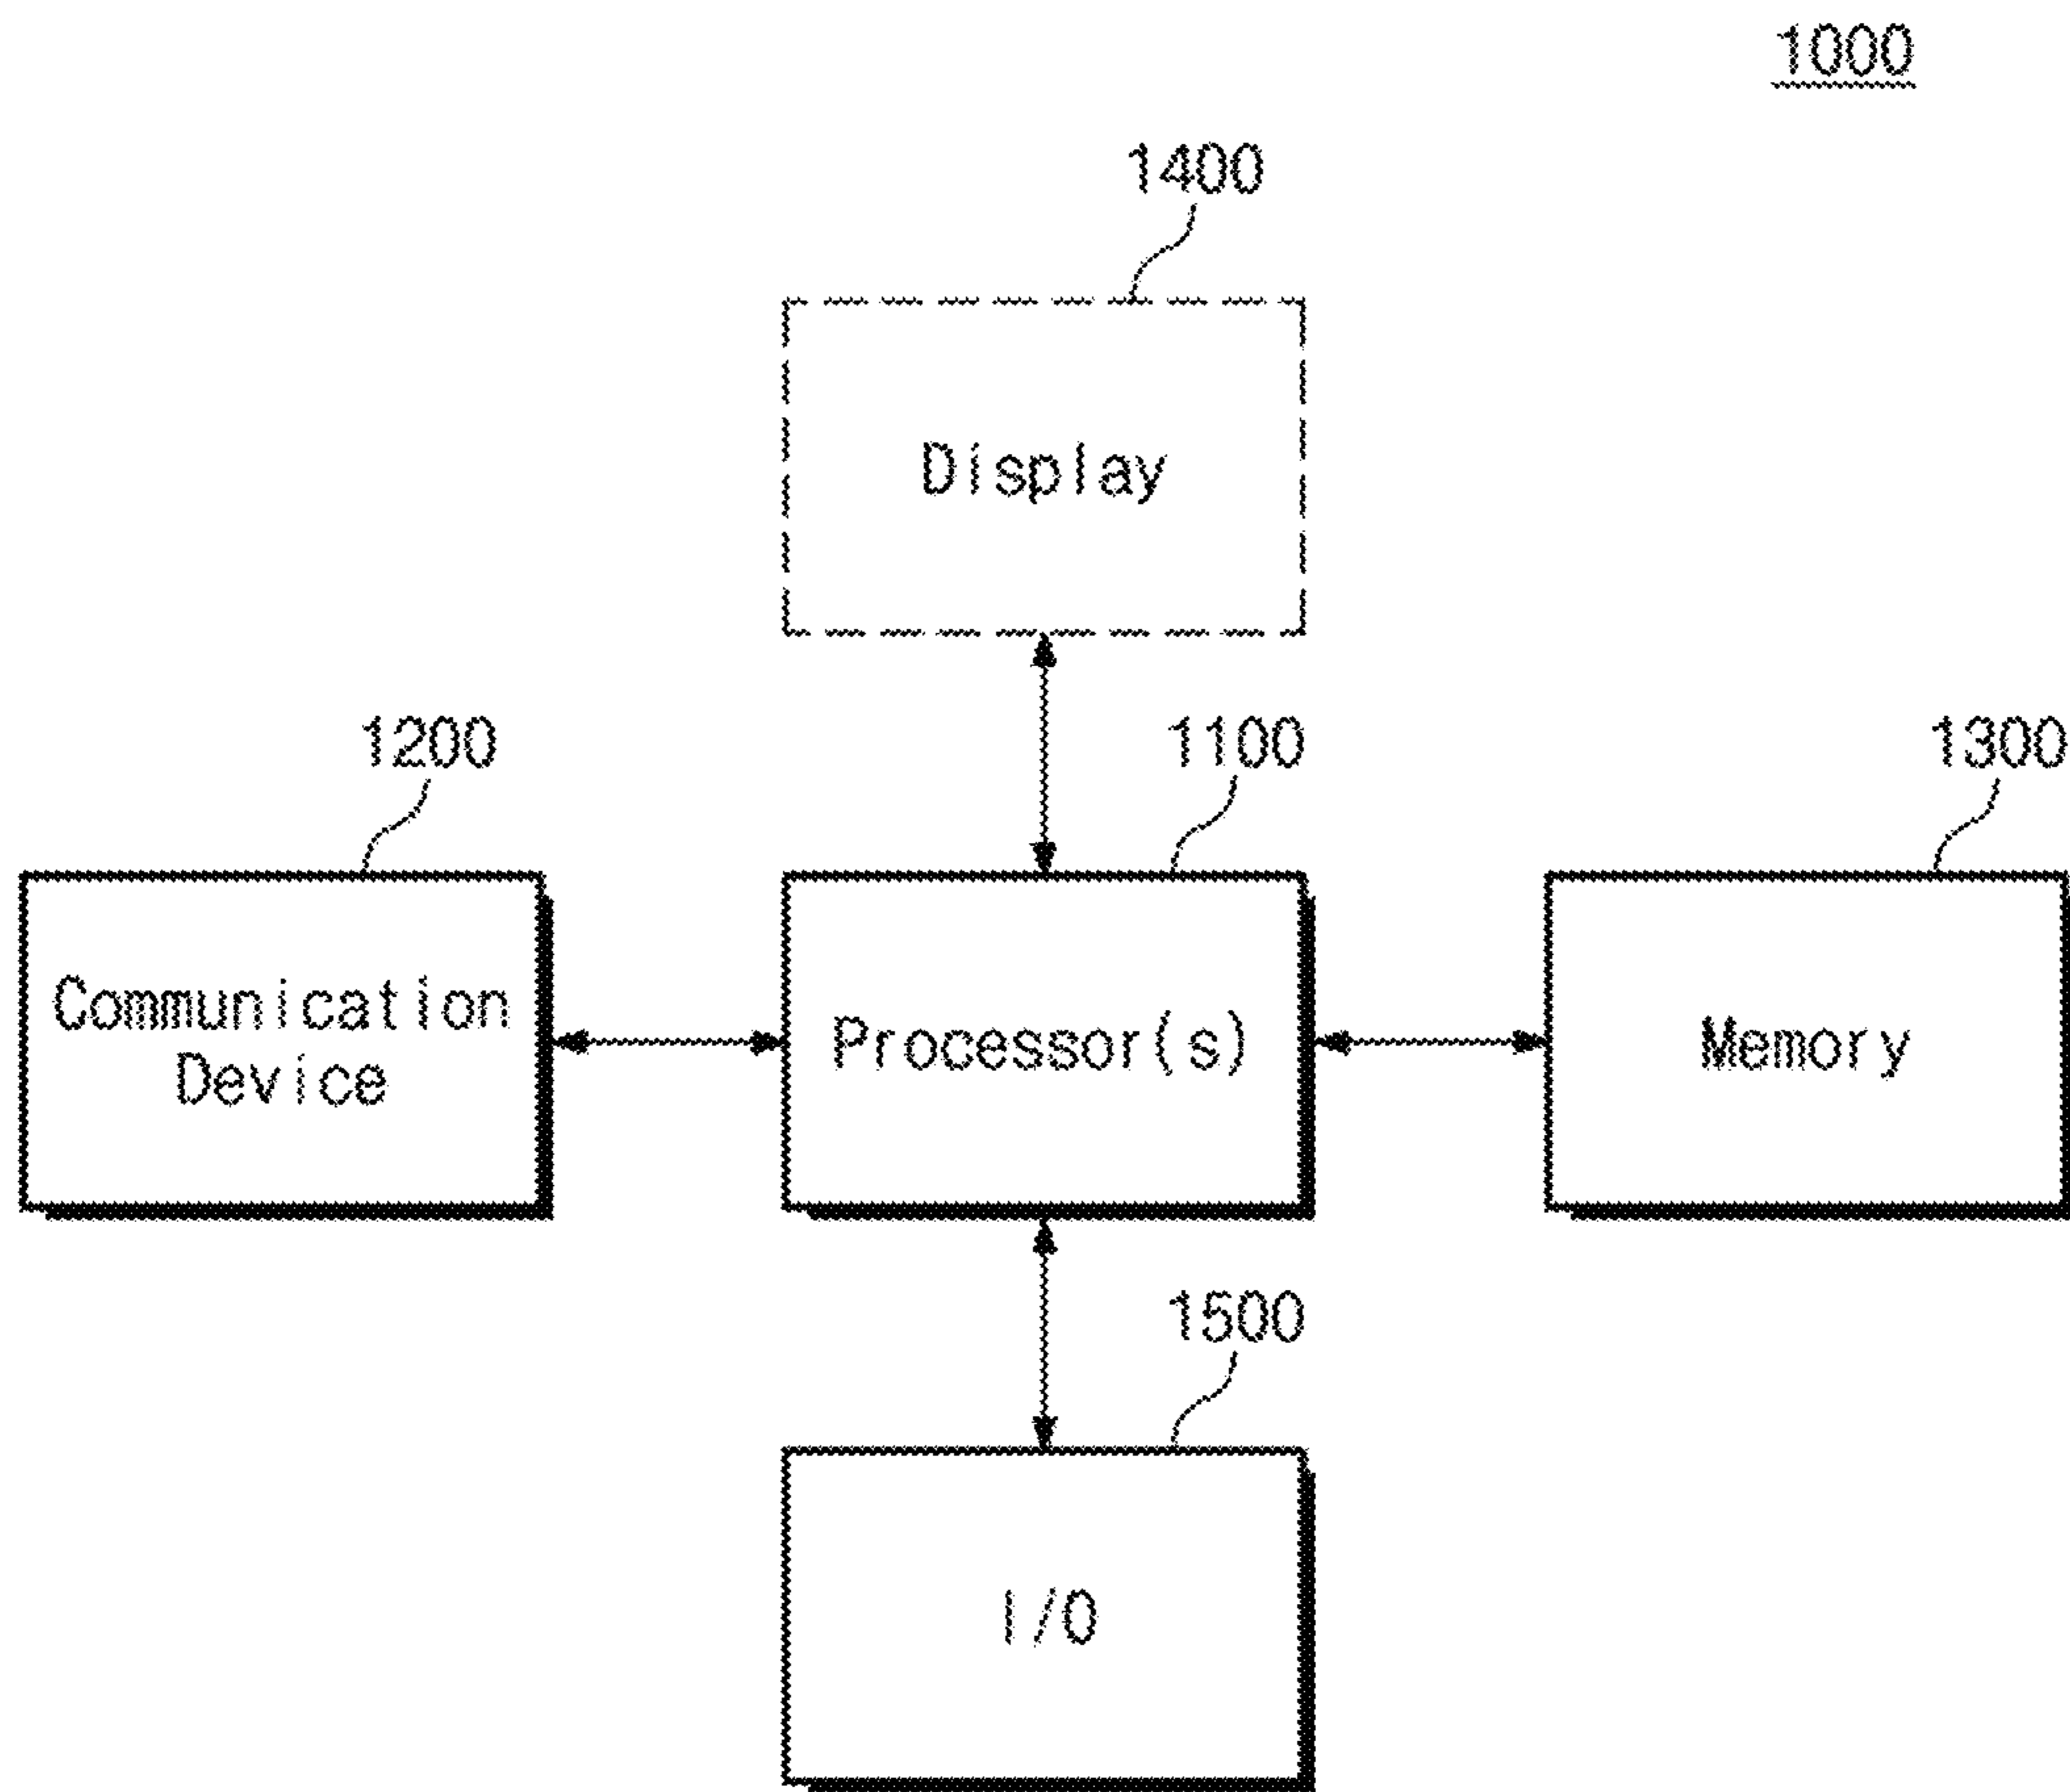 1000
1400
Display
1200
1100
1300
Communication
Device
Processor(s)
Memory
1500
I/O